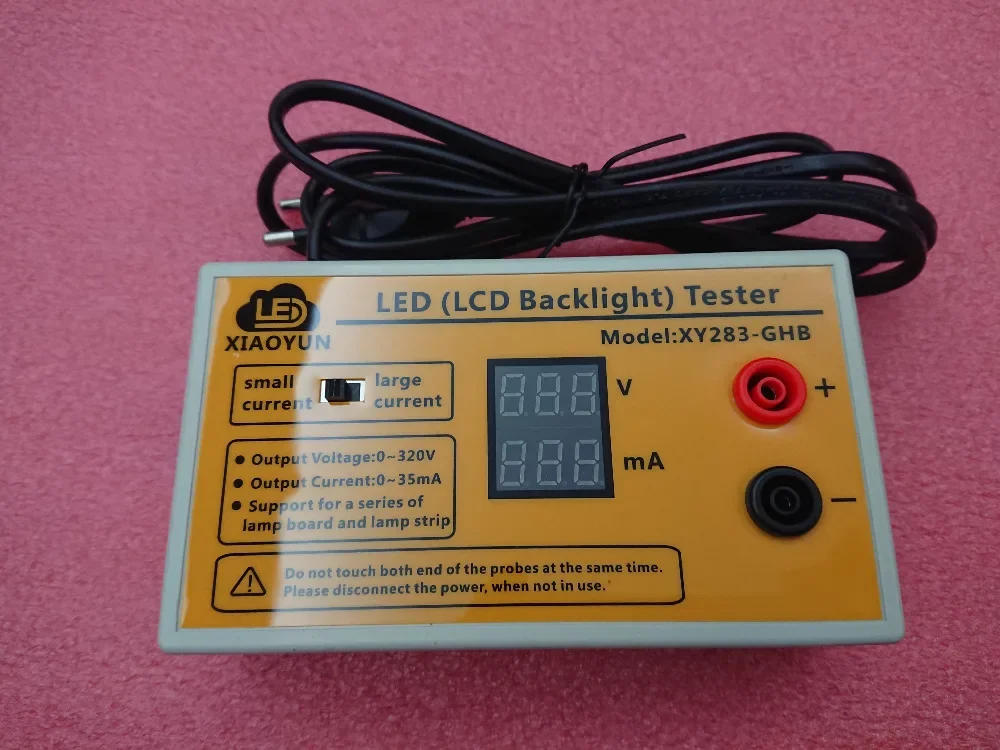 LED
XIAOYUN
LED (LCD Backlight) Tester
Model:XY283-GHB
small current
large current
V
mA
+
−
● Output Voltage:0~320V
● Output Current:0~35mA
● Support for a series of
lamp board and lamp strip
Do not touch both end of the probes at the same time.
Please disconnect the power, when not in use.